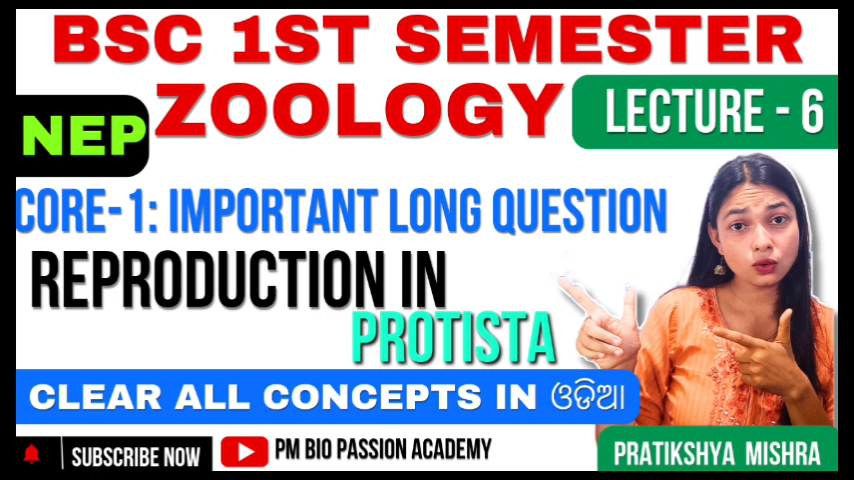 BSC 1ST SEMESTER
ZOOLOGY
LECTURE - 6
NEP
CORE-1: IMPORTANT LONG QUESTION
REPRODUCTION IN
PROTISTA
CLEAR ALL CONCEPTS IN ଓଡିଆ
SUBSCRIBE NOW
PM BIO PASSION ACADEMY
PRATIKSHYA MISHRA